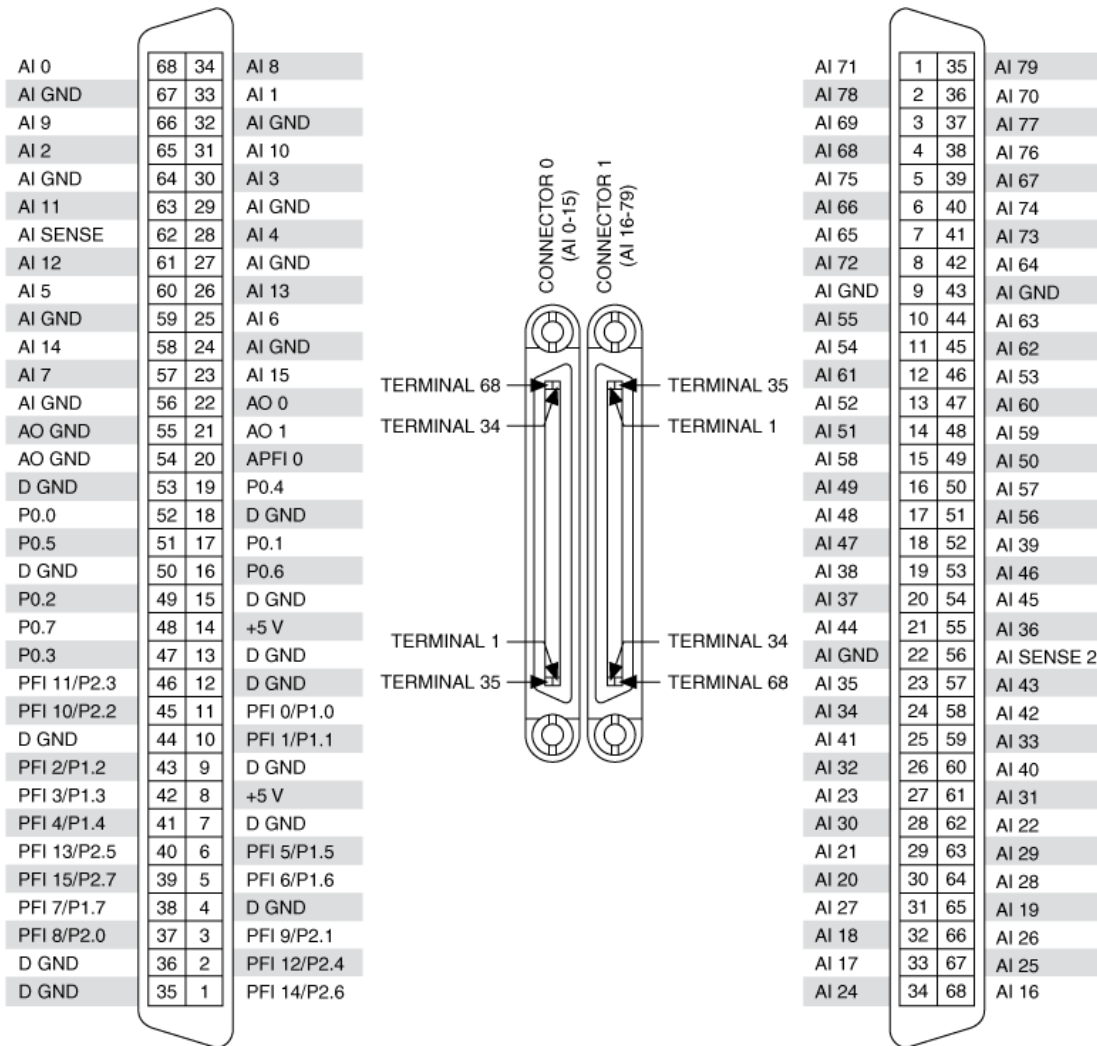 AI 0 68 34 AI 8
AI GND 67 33 AI 1
AI 9 66 32 AI GND
AI 2 65 31 AI 10
AI GND 64 30 AI 3
AI 11 63 29 AI GND
AI SENSE 62 28 AI 4
AI 12 61 27 AI GND
AI 5 60 26 AI 13
AI GND 59 25 AI 6
AI 14 58 24 AI GND
AI 7 57 23 AI 15
AI GND 56 22 AO 0
AO GND 55 21 AO 1
AO GND 54 20 APFI 0
D GND 53 19 P0.4
P0.0 52 18 D GND
P0.5 51 17 P0.1
D GND 50 16 P0.6
P0.2 49 15 D GND
P0.7 48 14 +5 V
P0.3 47 13 D GND
PFI 11/P2.3 46 12 D GND
PFI 10/P2.2 45 11 PFI 0/P1.0
D GND 44 10 PFI 1/P1.1
PFI 2/P1.2 43 9 D GND
PFI 3/P1.3 42 8 +5 V
PFI 4/P1.4 41 7 D GND
PFI 13/P2.5 40 6 PFI 5/P1.5
PFI 15/P2.7 39 5 PFI 6/P1.6
PFI 7/P1.7 38 4 D GND
PFI 8/P2.0 37 3 PFI 9/P2.1
D GND 36 2 PFI 12/P2.4
D GND 35 1 PFI 14/P2.6
CONNECTOR 0
(AI 0-15)
CONNECTOR 1
(AI 16-79)
TERMINAL 68
TERMINAL 34
TERMINAL 35
TERMINAL 1
TERMINAL 1
TERMINAL 35
TERMINAL 34
TERMINAL 68
AI 71 1 35 AI 79
AI 78 2 36 AI 70
AI 69 3 37 AI 77
AI 68 4 38 AI 76
AI 75 5 39 AI 67
AI 66 6 40 AI 74
AI 65 7 41 AI 73
AI 72 8 42 AI 64
AI GND 9 43 AI GND
AI 55 10 44 AI 63
AI 54 11 45 AI 62
AI 61 12 46 AI 53
AI 52 13 47 AI 60
AI 51 14 48 AI 59
AI 58 15 49 AI 50
AI 49 16 50 AI 57
AI 48 17 51 AI 56
AI 47 18 52 AI 39
AI 38 19 53 AI 46
AI 37 20 54 AI 45
AI 44 21 55 AI 36
AI GND 22 56 AI SENSE 2
AI 35 23 57 AI 43
AI 34 24 58 AI 42
AI 41 25 59 AI 33
AI 32 26 60 AI 40
AI 23 27 61 AI 31
AI 30 28 62 AI 22
AI 21 29 63 AI 29
AI 20 30 64 AI 28
AI 27 31 65 AI 19
AI 18 32 66 AI 26
AI 17 33 67 AI 25
AI 24 34 68 AI 16